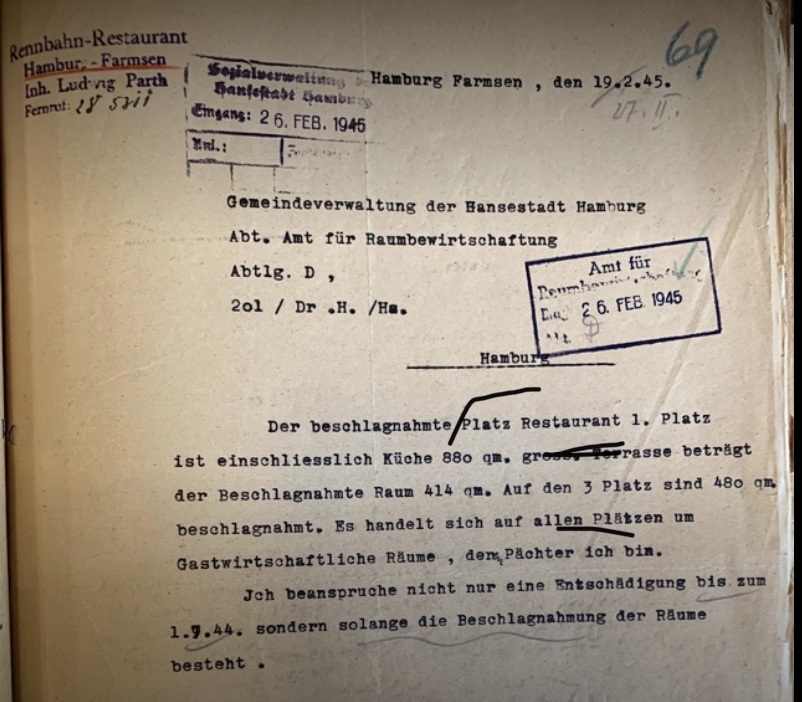 69
Rennbahn-Restaurant
Hambur. - Farmsen
Inh. Ludwig Parth
Fernruf: 28 5211
Sozialverwaltung
Hansestadt Hamburg
Eingang: 26. FEB. 1945
Anl.:
Hamburg Farmsen , den 19.2.45.
27. II.
Gemeindeverwaltung der Hansestadt Hamburg
Abt. Amt für Raumbewirtschaftung
Abtlg. D ,
2ol / Dr .H. /Hs.
Amt für
Raumbewirtschaftung
26. FEB. 1945
Hamburg
Der beschlagnahmte Platz Restaurant 1. Platz
ist einschliesslich Küche 88o qm. gross. Terrasse beträgt
der Beschlagnahmte Raum 414 qm. Auf den 3 Platz sind 48o qm.
beschlagnahmt. Es handelt sich auf allen Plätzen um
Gastwirtschaftliche Räume , dem Pächter ich bin.
Jch beanspruche nicht nur eine Entschädigung bis zum
1.9.44. sondern solange die Beschlagnahmung der Räume
besteht .